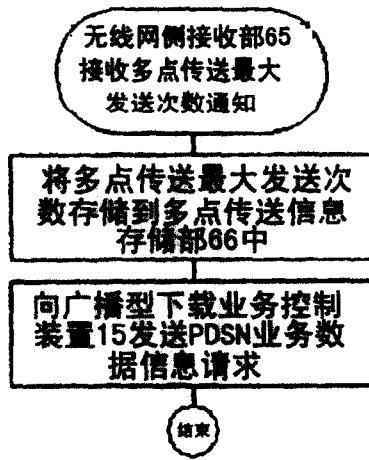 无线网侧接收部65
接收多点传送最大
发送次数通知
将多点传送最大发送次
数存储到多点传送信息
存储部66中
向广播型下载业务控制
装置15发送PDSN业务数
据信息请求
结束